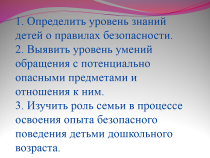 1. Определить уровень знаний
детей о правилах безопасности.
2. Выявить уровень умений
обращения с потенциально
опасными предметами и
отношения к ним.
3. Изучить роль семьи в процессе
освоения опыта безопасного
поведения детьми дошкольного
возраста.